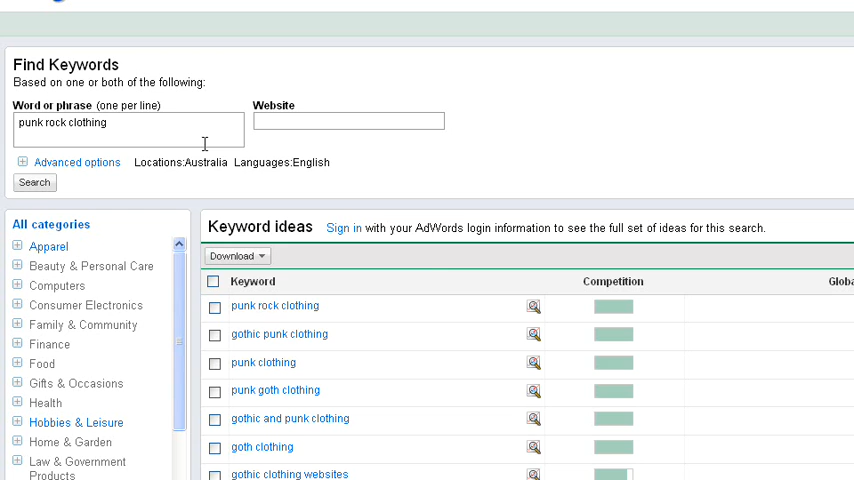 Find Keywords
Based on one or both of the following:
Word or phrase (one per line)
Website
punk rock clothing
Advanced options
Locations:Australia Languages:English
Search
All categories
Apparel
Beauty & Personal Care
Computers
Consumer Electronics
Family & Community
Finance
Food
Gifts & Occasions
Health
Hobbies & Leisure
Home & Garden
Law & Government
Products
Keyword ideas
Sign in with your AdWords login information to see the full set of ideas for this search.
Download
Keyword
Competition
Globa
punk rock clothing
gothic punk clothing
punk clothing
punk goth clothing
gothic and punk clothing
goth clothing
gothic clothing websites